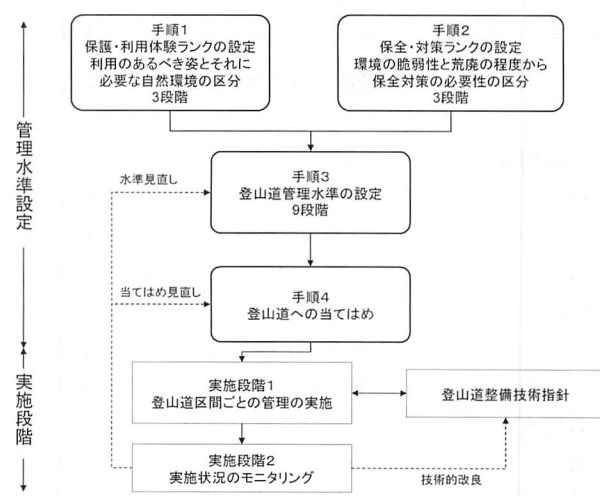 手順1
保護・利用体験ランクの設定
利用のあるべき姿とそれに
必要な自然環境の区分
3段階
手順2
保全・対策ランクの設定
環境の脆弱性と荒廃の程度から
保全対策の必要性の区分
3段階
管理水準設定
水準見直し
手順3
登山道管理水準の設定
9段階
当てはめ見直し
手順4
登山道への当てはめ
実施段階
実施段階1
登山道区間ごとの管理の実施
登山道整備技術指針
実施段階2
実施状況のモニタリング
技術的改良